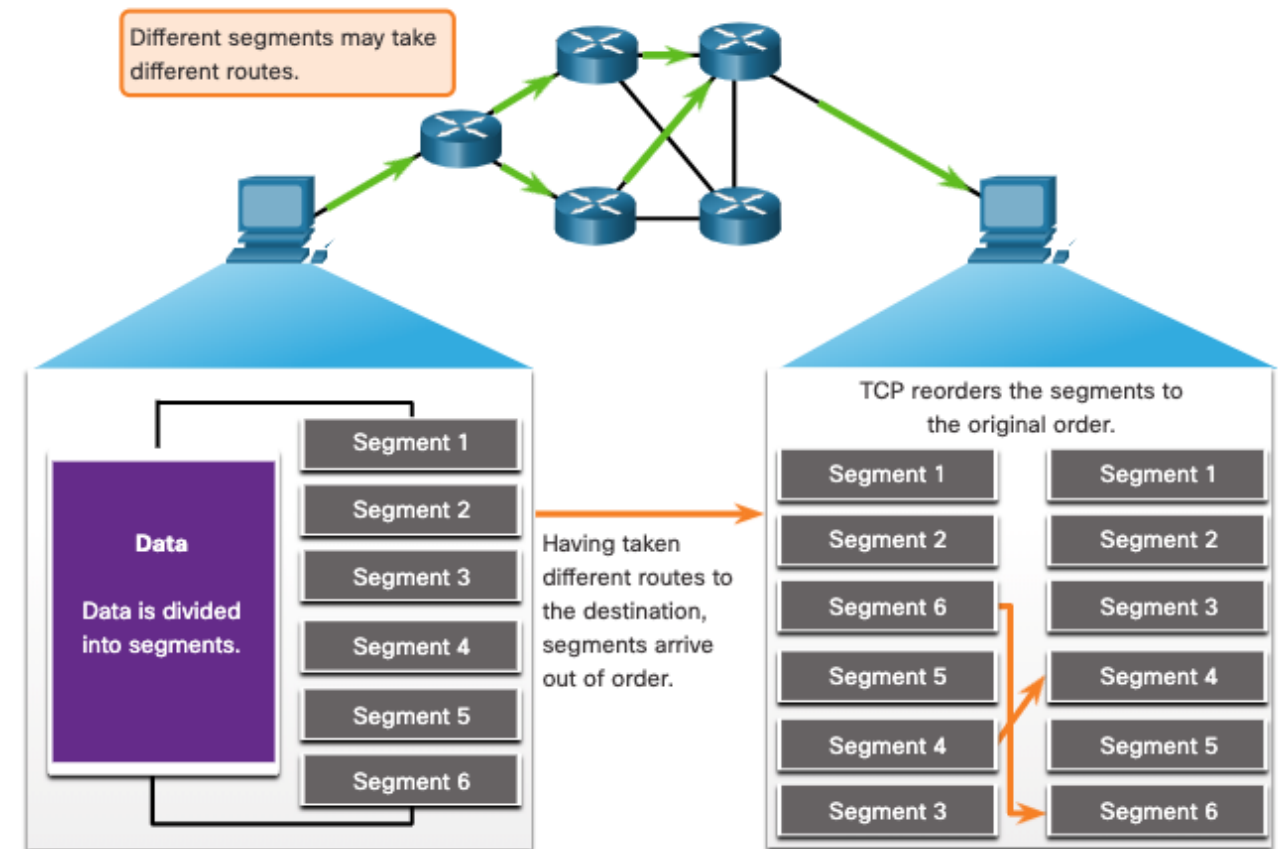 Different segments may take
different routes.
Data
Data is divided
into segments.
Segment 1
Segment 2
Segment 3
Segment 4
Segment 5
Segment 6
Having taken
different routes to
the destination,
segments arrive
out of order.
TCP reorders the segments to
the original order.
Segment 1
Segment 2
Segment 6
Segment 5
Segment 4
Segment 3
Segment 1
Segment 2
Segment 3
Segment 4
Segment 5
Segment 6